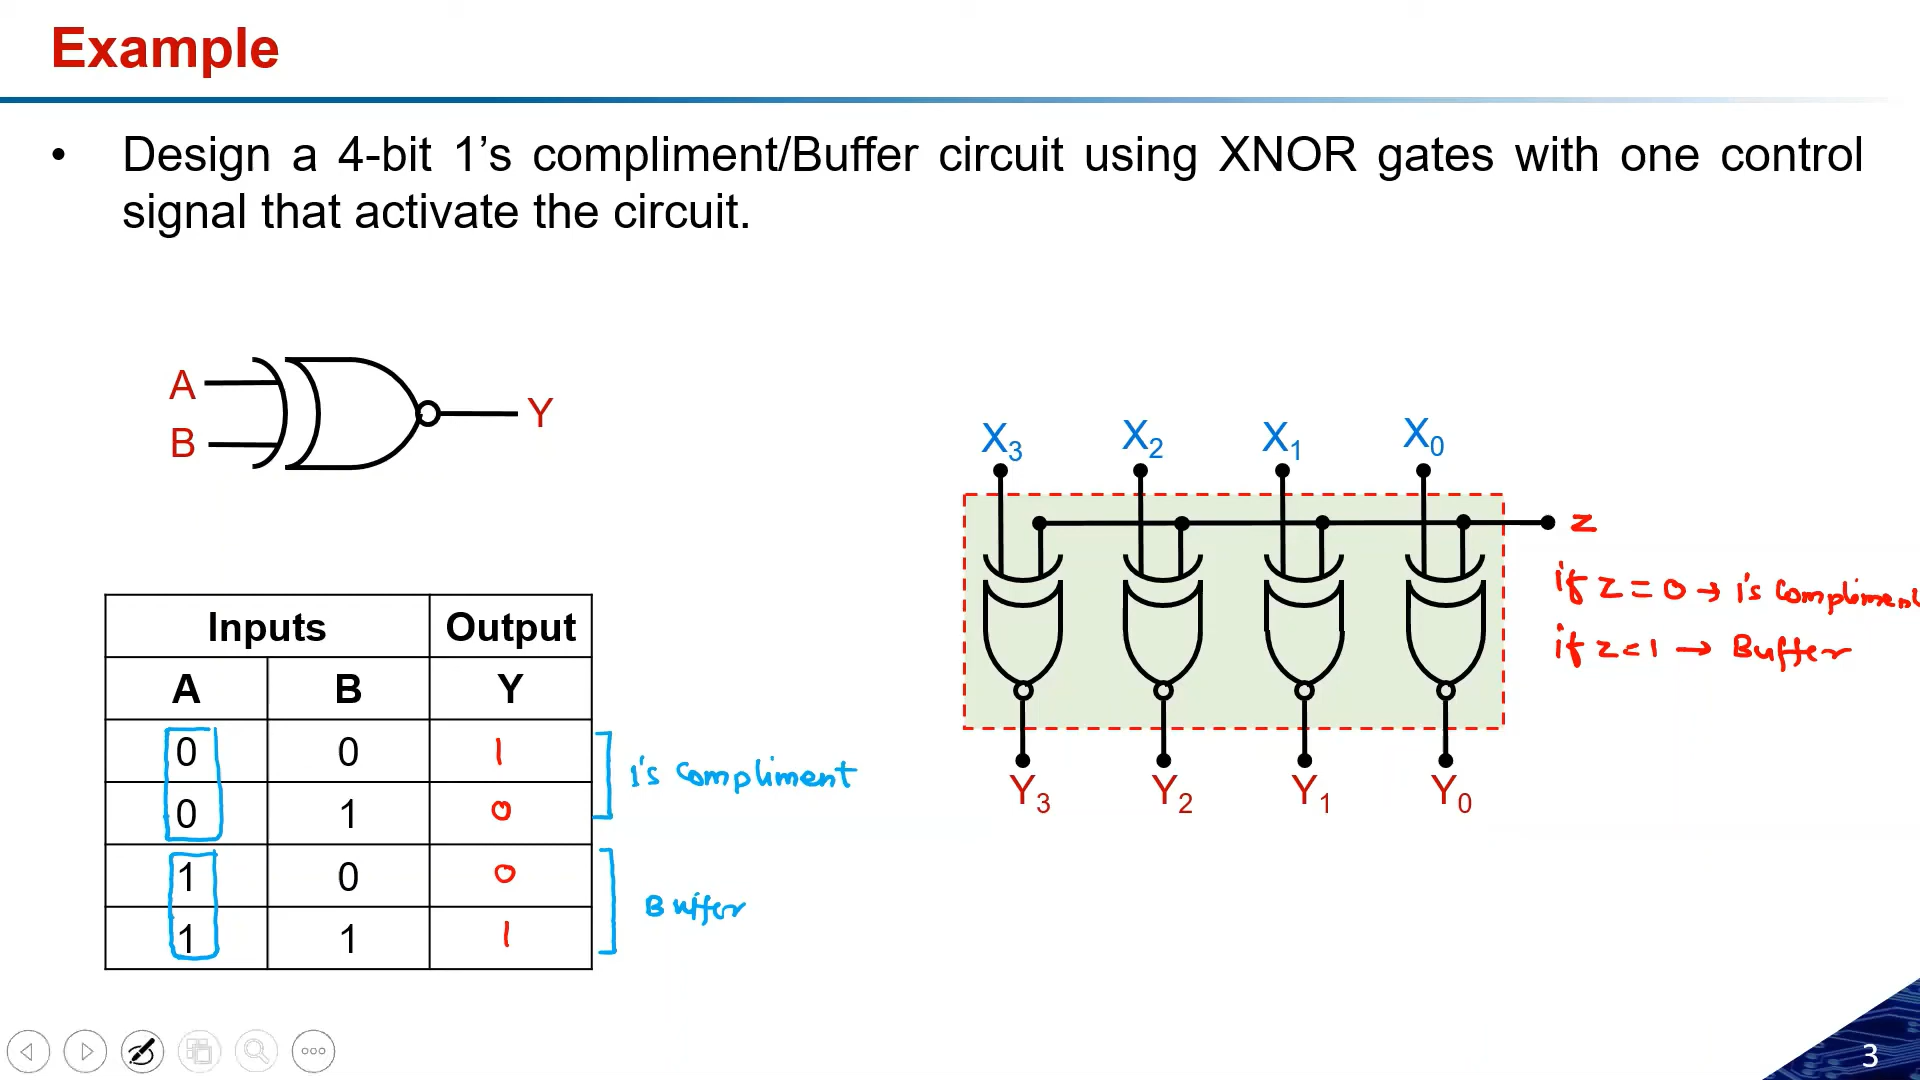 Example
• Design a 4-bit 1’s compliment/Buffer circuit using XNOR gates with one control
signal that activate the circuit.
A
B
Y
Inputs Output
A B Y
0 0 1
0 1 0
1 0 0
1 1 1
1's compliment
Buffer
X3 X2 X1 X0
z
if z = 0 → 1's compliment
if z = 1 → Buffer
Y3 Y2 Y1 Y0
3